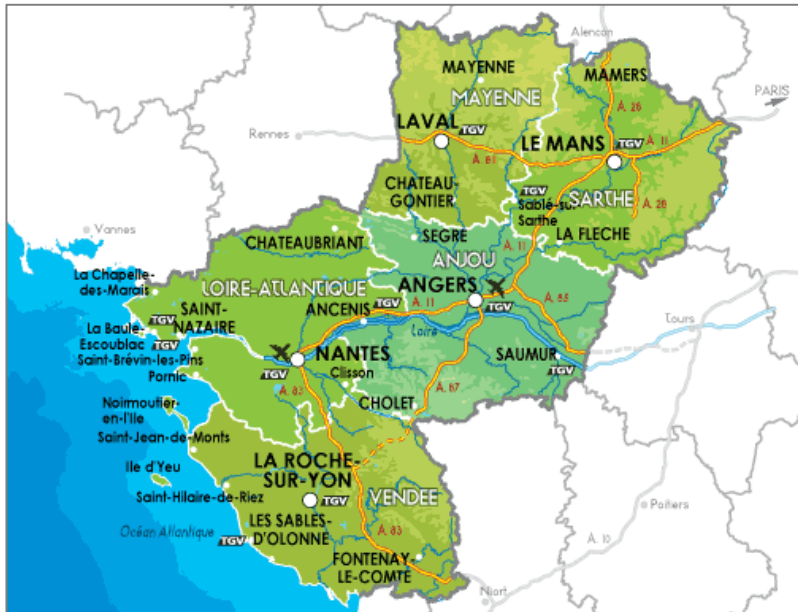 Alencon
MAYENNE
MAMERS
MAYENNE
PARIS
A. 28
LAVAL
TGV
Rennes
LE MANS
TGV
A. 11
A. 81
CHATEAU-
GONTIER
TGV
Sablé-sur
Sarthe
SARTHE
A. 28
Vannes
CHATEAUBRIANT
SEGRE
A. 11
LA FLECHE
ANJOU
La Chapelle-
des-Marais
LOIRE-ATLANTIQUE
ANGERS
TGV
A. 85
SAINT-
NAZAIRE
TGV
ANCENIS
TGV
A. 11
Loire
Tours
La Baule-
Escoublac
TGV
Saint-Brévin-les-Pins
NANTES
TGV
SAUMUR
TGV
Pornic
Clisson
A. 83
A. 87
Noirmoutier-
en-l'Ile
CHOLET
Saint-Jean-de-Monts
LA ROCHE-
SUR-YON
TGV
Ile d'Yeu
Saint-Hilaire-de-Riez
VENDEE
Poitiers
Océan Atlantique
LES SABLES-
D'OLONNE
TGV
A. 83
A. 10
FONTENAY-
LE-COMTE
Niort